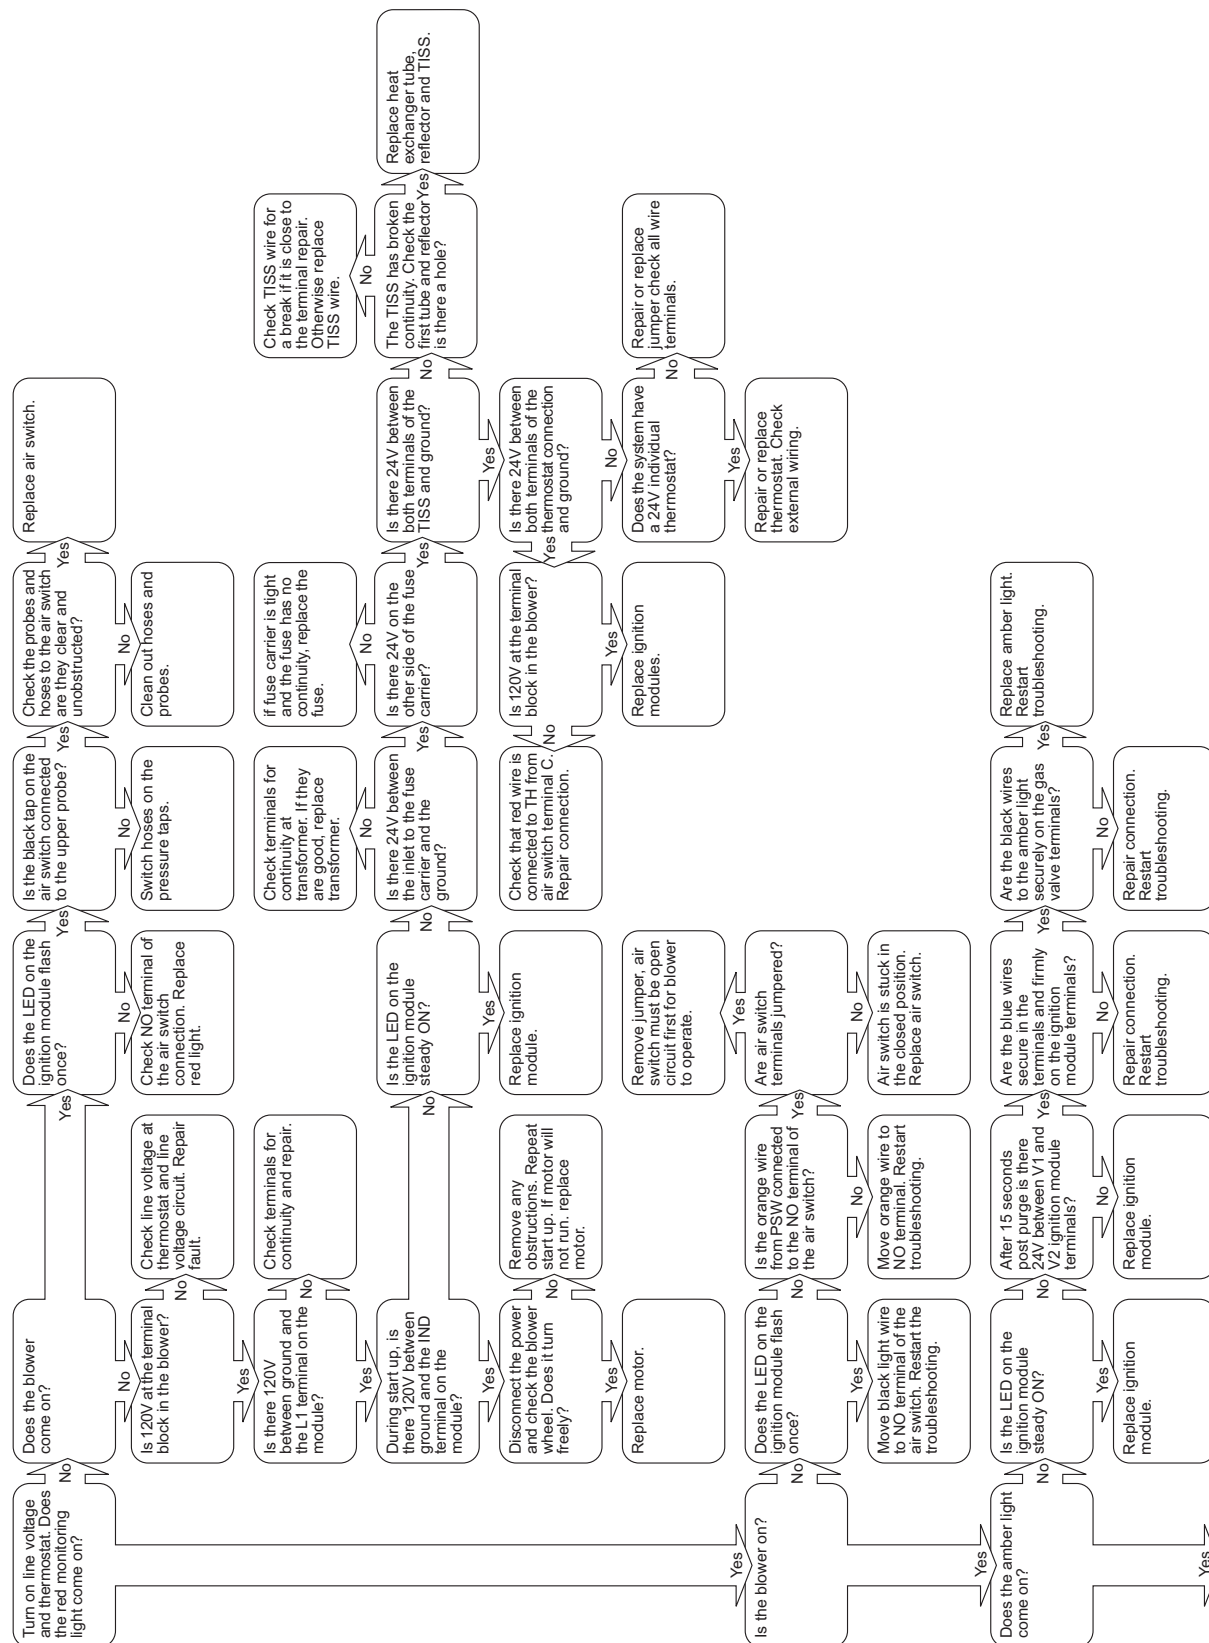 Turn on line voltage
and thermostat. Does
the red monitoring
light come on?
No
Does the blower
come on?
Yes
Does the LED on the
ignition module flash
once?
Yes
Is the black tap on the
air switch connected
to the upper probe?
Yes
Check the probes and
hoses to the air switch
are they clear and
unobstructed?
Yes
Replace air switch.
No
Is 120V at the terminal
block in the blower?
No
Check line voltage at
thermostat and line
voltage circuit. Repair
fault.
No
Check NO terminal of
the air switch
connection. Replace
red light.
No
Switch hoses on the
pressure taps.
No
Clean out hoses and
probes.
Yes
Is there 120V
between ground and
the L1 terminal on the
module?
No
Check terminals for
continuity and repair.
Check terminals for
continuity at
transformer. If they
are good, replace
transformer.
No
if fuse carrier is tight
and the fuse has no
continuity, replace the
fuse.
No
Check TISS wire for
a break if it is close to
the terminal repair.
Otherwise replace
TISS wire.
No
Yes
During start up, is
there 120V between
ground and the IND
terminal on the
module?
No
Is the LED on the
ignition module
steady ON?
No
Is there 24V between
the inlet to the fuse
carrier and the
ground?
Yes
Is there 24V on the
other side of the fuse
carrier?
Yes
Is there 24V between
both terminals of the
TISS and ground?
No
The TISS has broken
continuity. Check the
first tube and reflector
is there a hole?
Yes
Replace heat
exchanger tube,
reflector and TISS.
Yes
Disconnect the power
and check the blower
wheel, Does it turn
freely?
No
Remove any
obstructions. Repeat
start up. If motor will
not run. replace
motor.
Yes
Replace ignition
module.
Check that red wire is
connected to TH from
air switch terminal C.
Repair connection.
No
Is 120V at the terminal
block in the blower?
Yes
Yes
Is there 24V between
both terminals of the
thermostat connection
and ground?
Yes
Replace motor.
Yes
Replace ignition
modules.
No
Does the system have
a 24V individual
thermostat?
No
Repair or replace
jumper check all wire
terminals.
Yes
Repair or replace
thermostat. Check
external wiring.
Remove jumper, air
switch must be open
circuit first for blower
to operate.
Yes
Yes
Is the blower on?
No
Does the LED on the
ignition module flash
once?
No
Is the orange wire
from PSW connected
to the NO terminal of
the air switch?
Yes
Are air switch
terminals jumpered?
Yes
Move black light wire
to NO terminal of the
air switch. Restart the
troubleshooting.
No
Move orange wire to
NO terminal. Restart
troubleshooting.
No
Air switch is stuck in
the closed position.
Replace air switch.
Yes
Does the amber light
come on?
No
Is the LED on the
ignition module
steady ON?
No
After 15 seconds
post purge is there
24V between V1 and
V2 ignition module
terminals?
Yes
Are the blue wires
secure in the
terminals and firmly
on the ignition
module terminals?
Yes
Are the black wires
to the amber light
securely on the gas
valve terminals?
Yes
Replace amber light.
Restart
troubleshooting.
Yes
Replace ignition
module.
No
Replace ignition
module.
No
Repair connection.
Restart
troubleshooting.
No
Repair connection.
Restart
troubleshooting.
Yes